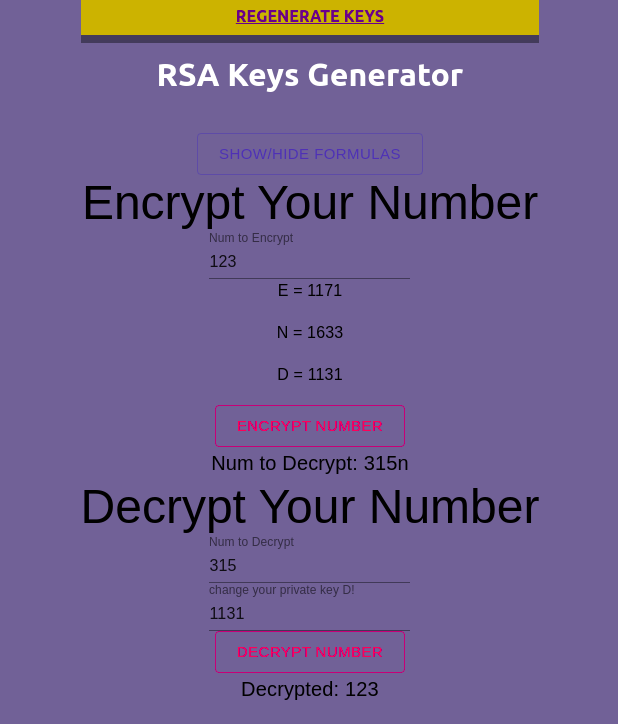 REGENERATE KEYS
RSA Keys Generator
SHOW/HIDE FORMULAS
Encrypt Your Number
Num to Encrypt
123
E = 1171
N = 1633
D = 1131
ENCRYPT NUMBER
Num to Decrypt: 315n
Decrypt Your Number
Num to Decrypt
315
change your private key D!
1131
DECRYPT NUMBER
Decrypted: 123